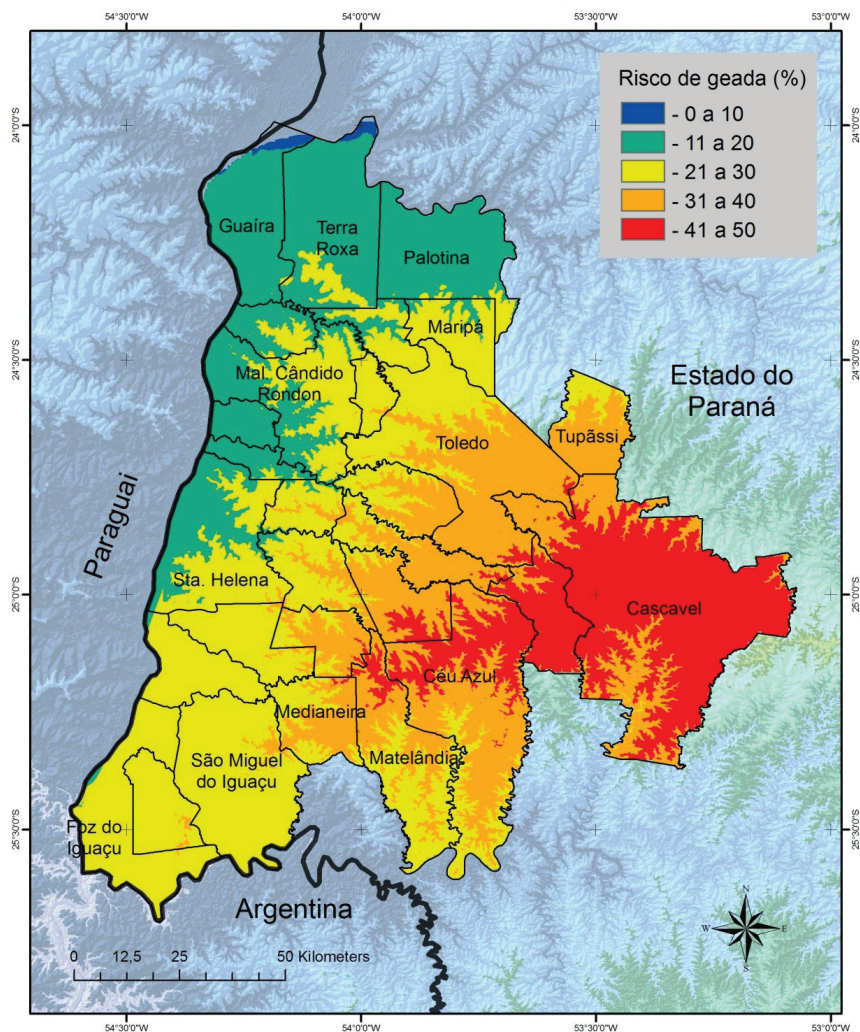 54°30'0"S
54°0'0"S
53°30'0"S
53°0'0"S
Risco de geada (%)
- 0 a 10
- 11 a 20
- 21 a 30
- 31 a 40
- 41 a 50
24°0'0"S
24°0'0"S
Guaíra
Terra
Roxa
Palotina
Maripá
24°30'0"S
24°30'0"S
Mal. Cândido
Rondon
Estado do
Paraná
Toledo
Tupãssi
Paraguai
Sta. Helena
25°0'0"S
25°0'0"S
Cascavel
Céu Azul
Medianeira
Matelândia
São Miguel
do Iguaçu
Foz do
Iguaçu
25°30'0"S
25°30'0"S
Argentina
N
W
E
S
0 12,5 25 50 Kilometers
54°30'0"S
54°0'0"S
53°30'0"S
53°0'0"S